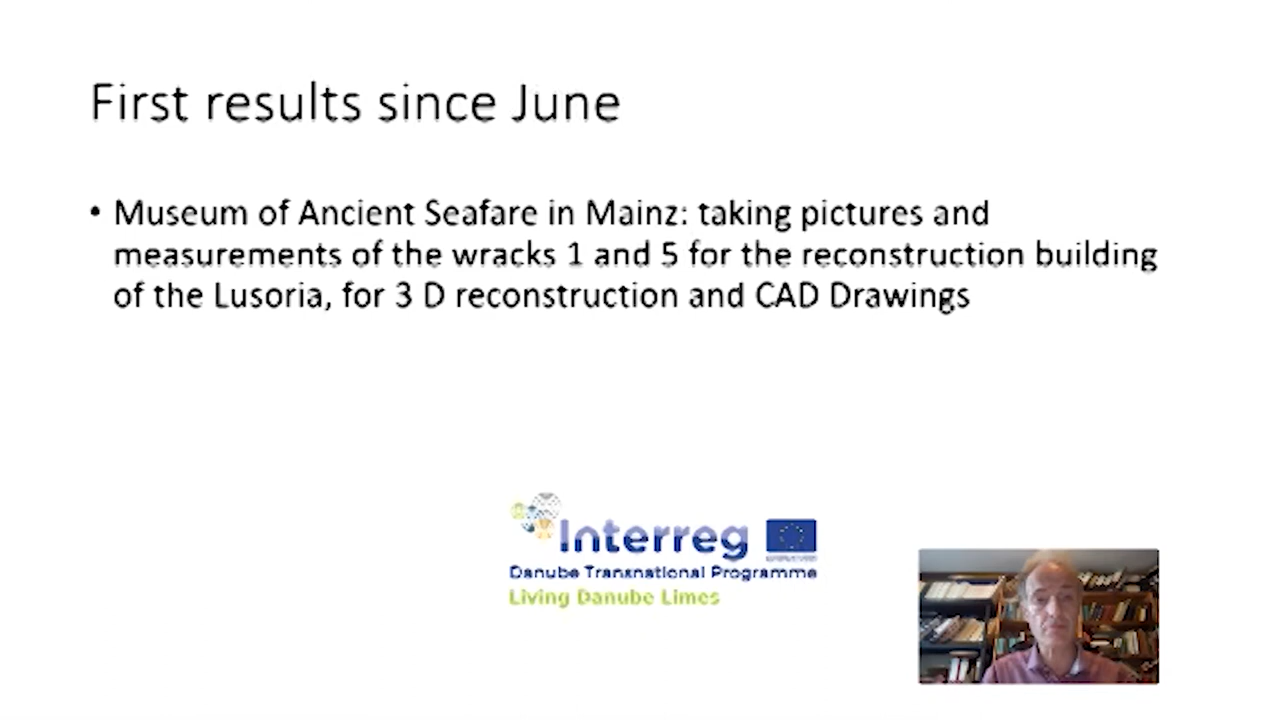 First results since June
• Museum of Ancient Seafare in Mainz: taking pictures and
measurements of the wracks 1 and 5 for the reconstruction building
of the Lusoria, for 3 D reconstruction and CAD Drawings
Interreg
Danube Transnational Programme
Living Danube Limes